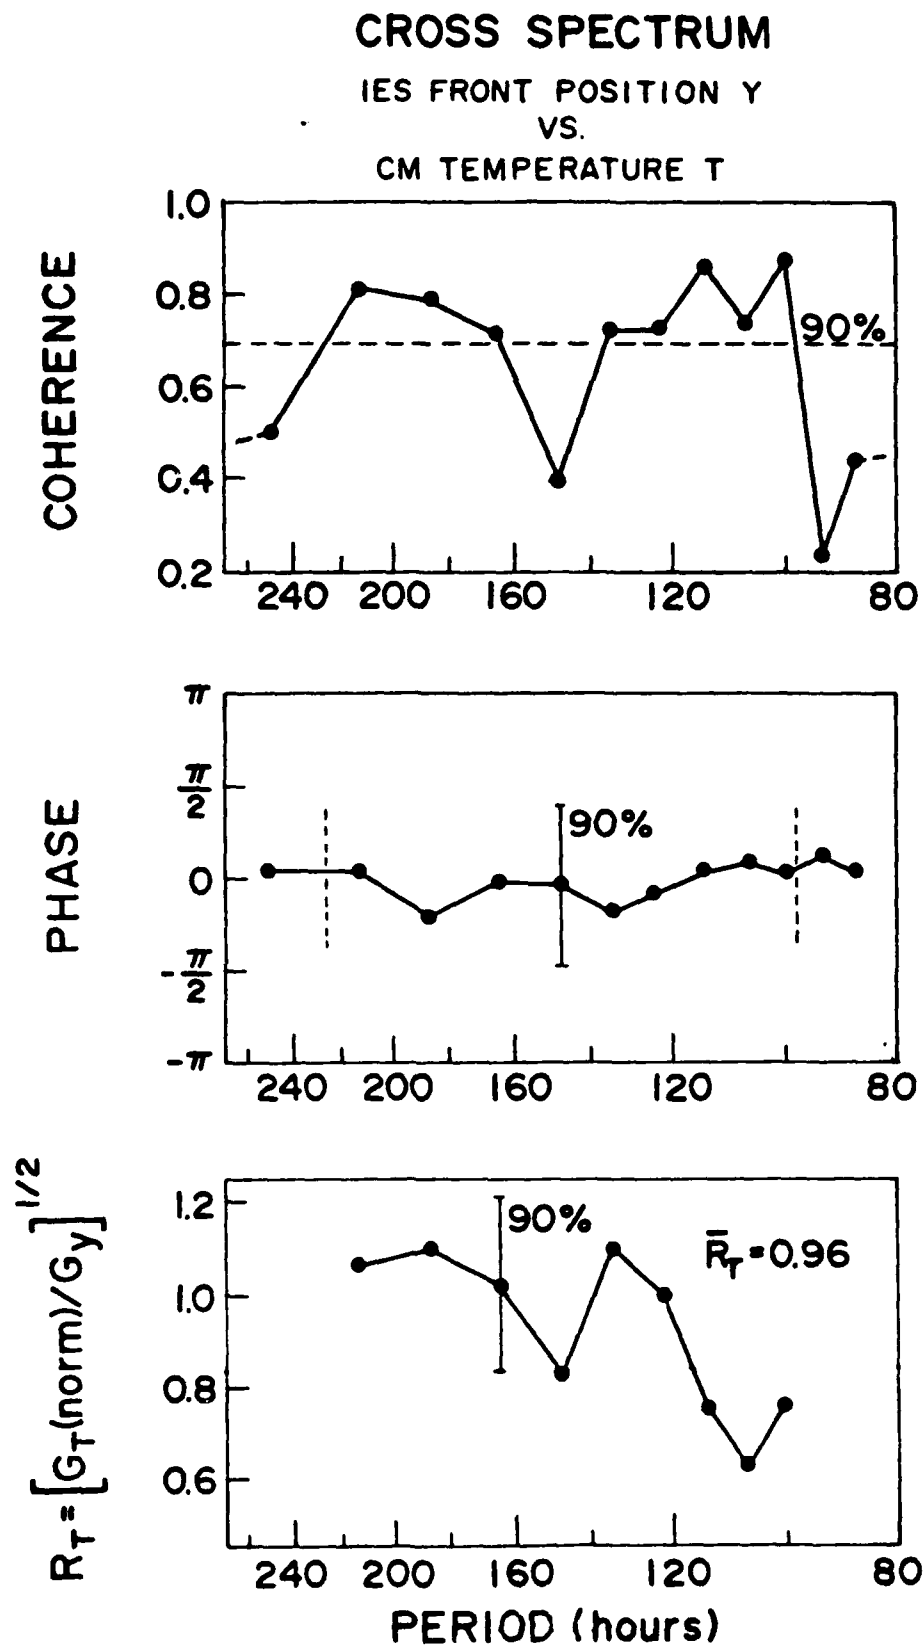 CROSS SPECTRUM
IES FRONT POSITION Y
VS.
CM TEMPERATURE T
COHERENCE
1.0
0.8
0.6
0.4
0.2
90%
240 200 160 120 80
PHASE
π
π/2
0
-π/2
-π
90%
240 200 160 120 80
R_T = [G_T(norm)/G_y]^1/2
1.2
1.0
0.8
0.6
90%
R̄_T = 0.96
240 200 160 120 80
PERIOD (hours)